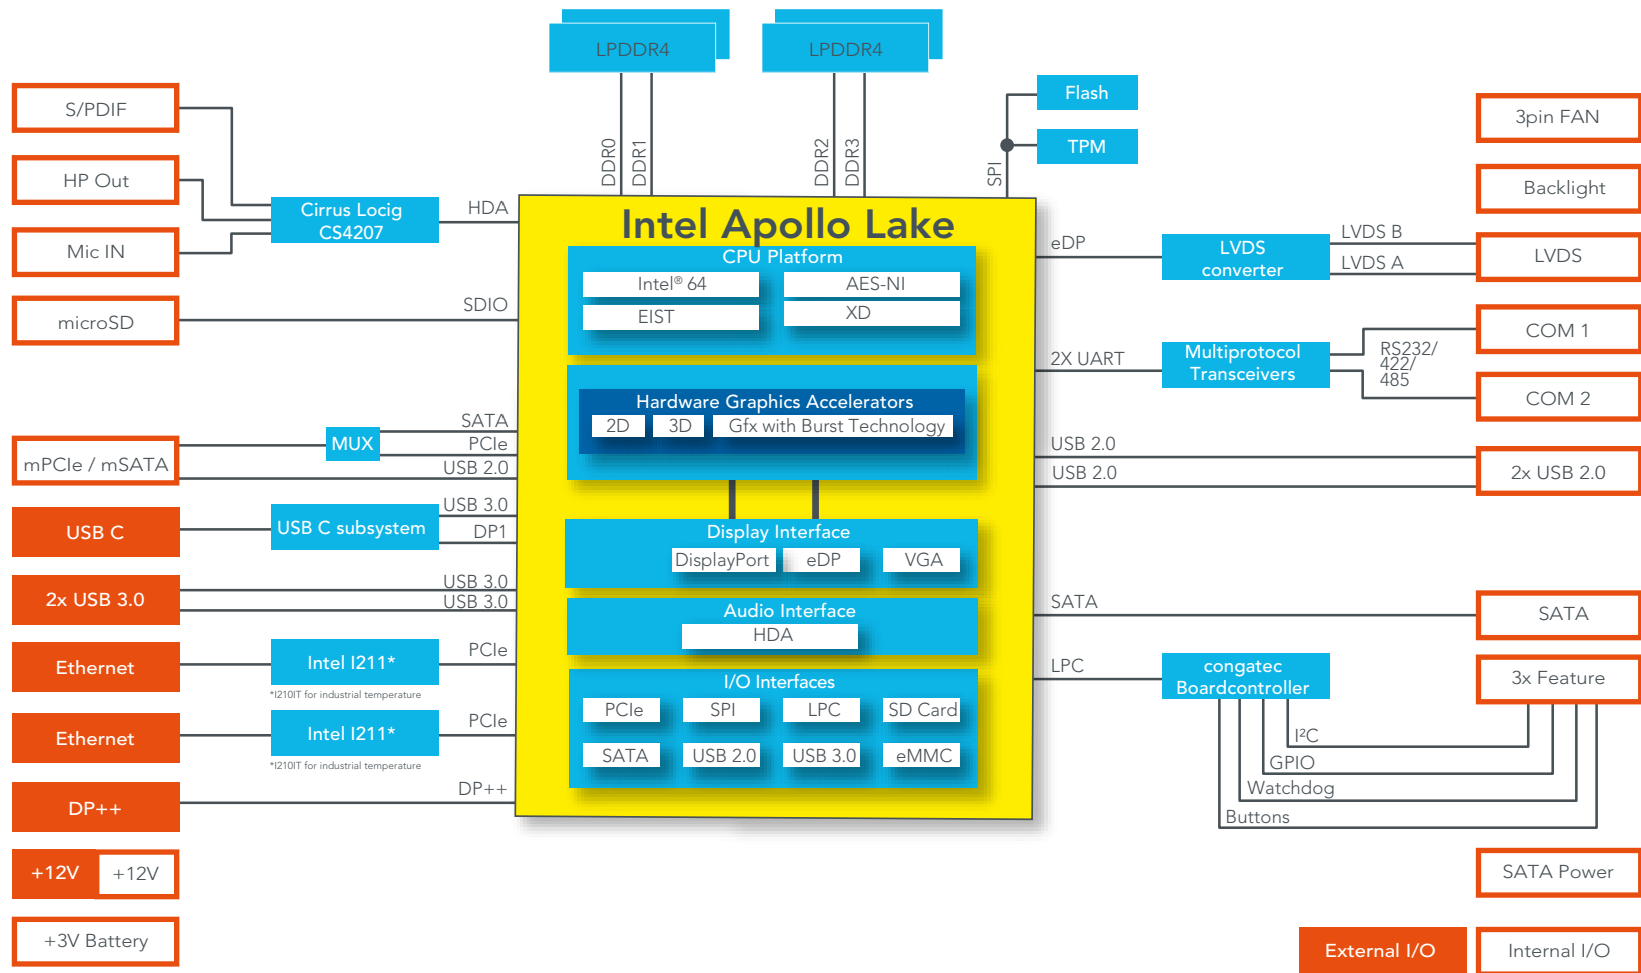 LPDDR4
LPDDR4
DDR0
DDR1
DDR2
DDR3
SPI
Flash
TPM
S/PDIF
HP Out
Mic IN
Cirrus Locig
CS4207
HDA
microSD
SDIO
mPCIe / mSATA
MUX
SATA
PCIe
USB 2.0
USB C
USB C subsystem
USB 3.0
DP1
2x USB 3.0
USB 3.0
USB 3.0
Ethernet
Intel I211*
*I210IT for industrial temperature
PCIe
Ethernet
Intel I211*
*I210IT for industrial temperature
PCIe
DP++
DP++
+12V
+12V
+3V Battery
Intel Apollo Lake
CPU Platform
Intel® 64
AES-NI
EIST
XD
Hardware Graphics Accelerators
2D
3D
Gfx with Burst Technology
Display Interface
DisplayPort
eDP
VGA
Audio Interface
HDA
I/O Interfaces
PCIe
SPI
LPC
SD Card
SATA
USB 2.0
USB 3.0
eMMC
3pin FAN
Backlight
eDP
LVDS
converter
LVDS B
LVDS A
LVDS
2X UART
Multiprotocol
Transceivers
RS232/
422/
485
COM 1
COM 2
USB 2.0
USB 2.0
2x USB 2.0
SATA
SATA
LPC
congatec
Boardcontroller
3x Feature
I²C
GPIO
Watchdog
Buttons
SATA Power
External I/O
Internal I/O